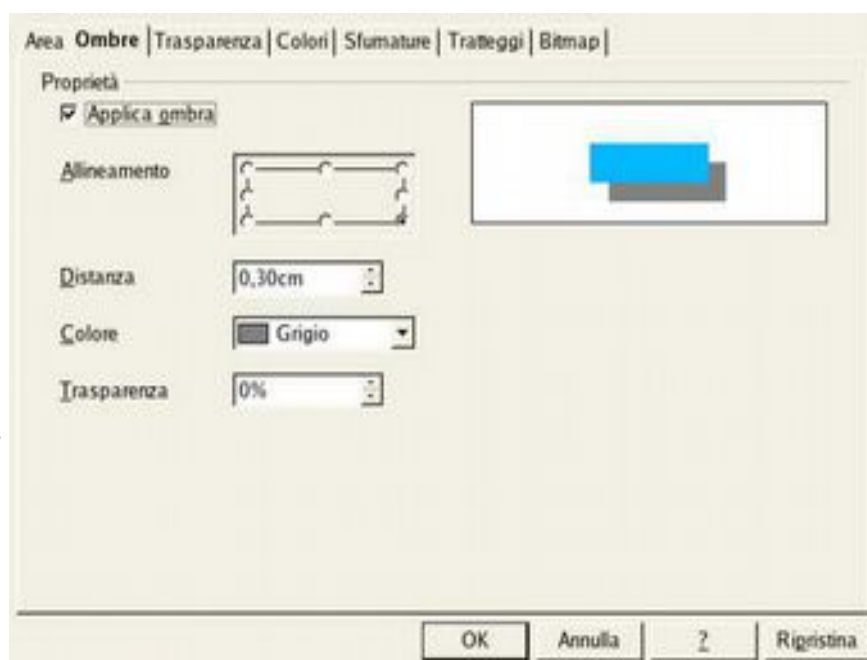 Area Ombre Trasparenza Colori Sfumature Tratteggi Bitmap
Proprietà
Applica ombra
Allineamento
Distanza 0,30cm
Colore Grigio
Trasparenza 0%
OK Annulla ? Ripristina